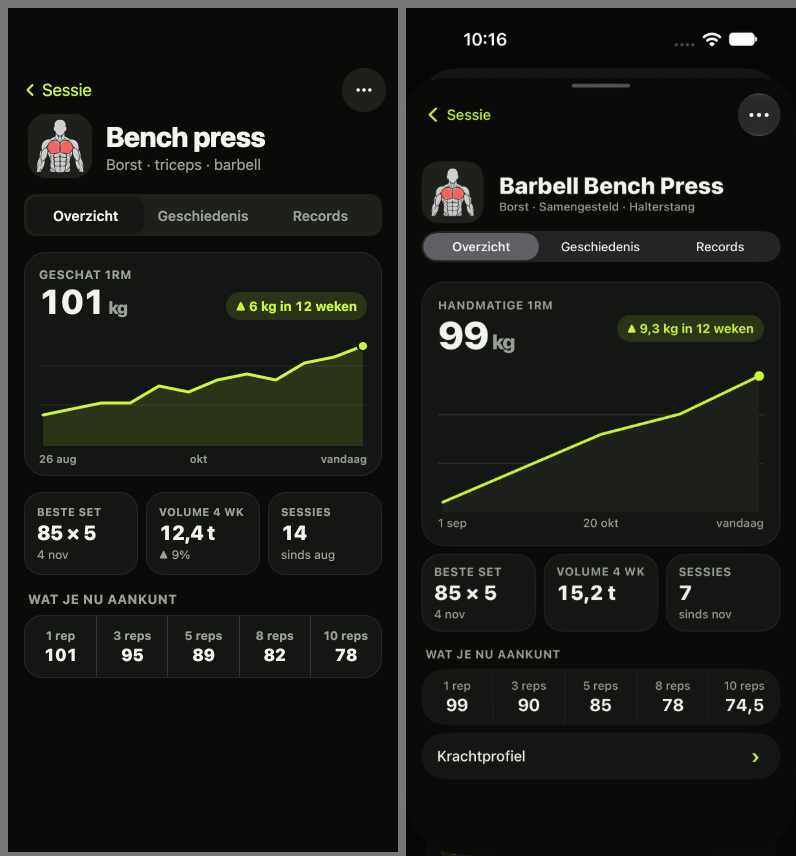 Sessie
Bench press
Borst · triceps · barbell
Overzicht Geschiedenis Records
GESCHAT 1RM
101 kg
▲ 6 kg in 12 weken
26 aug okt vandaag
BESTE SET
85 × 5
4 nov
VOLUME 4 WK
12,4 t
▲ 9%
SESSIES
14
sinds aug
WAT JE NU AANKUNT
1 rep 3 reps 5 reps 8 reps 10 reps
101 95 89 82 78
10:16
Sessie
Barbell Bench Press
Borst · Samengesteld · Halterstang
Overzicht Geschiedenis Records
HANDMATIGE 1RM
99 kg
▲ 9,3 kg in 12 weken
1 sep 20 okt vandaag
BESTE SET
85 × 5
4 nov
VOLUME 4 WK
15,2 t
SESSIES
7
sinds nov
WAT JE NU AANKUNT
1 rep 3 reps 5 reps 8 reps 10 reps
99 90 85 78 74,5
Krachtprofiel